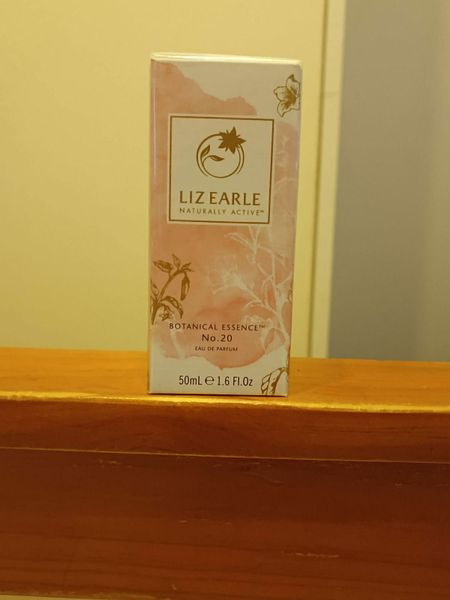 LIZ EARLE
NATURALLY ACTIVE™
BOTANICAL ESSENCE™
No.20
EAU DE PARFUM
50mL ℮ 1.6 Fl.Oz